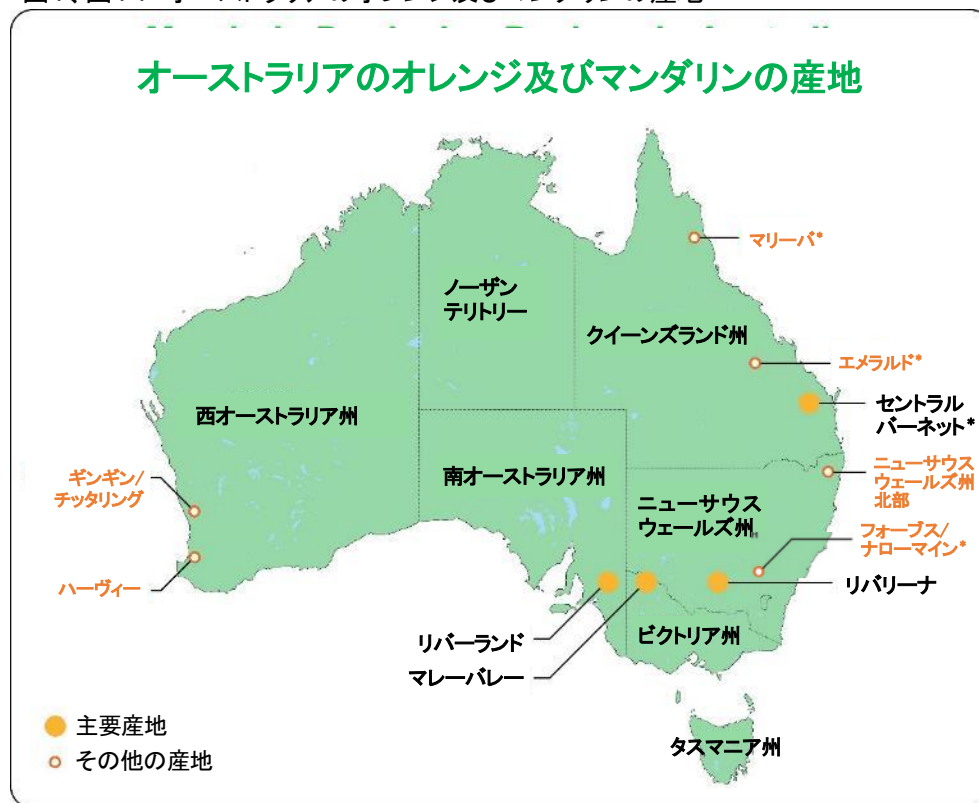 オーストラリアのオレンジ及びマンダリンの産地
マリーバ*
ノーザン
テリトリー
クイーンズランド州
エメラルド*
セントラル
バーネット*
西オーストラリア州
南オーストラリア州
ニューサウス
ウェールズ州
北部
ギンギン/
チッタリング
ニューサウス
ウェールズ州
フォーブス/
ナローマイン*
ハーヴィー
リバリーナ
リバーランド
ビクトリア州
マレーバレー
主要産地
その他の産地
タスマニア州